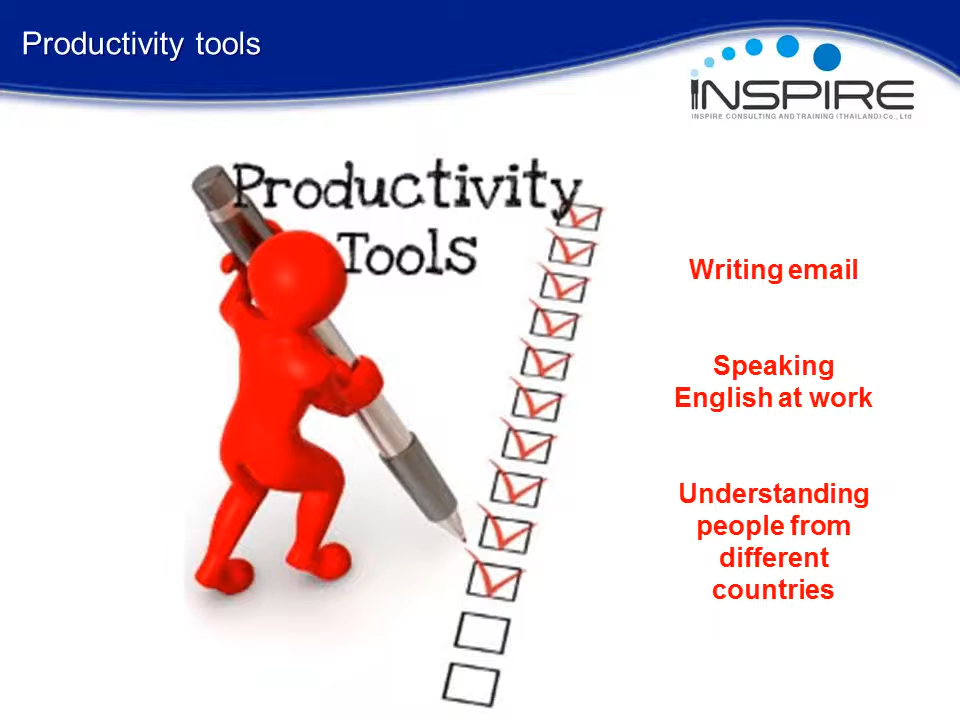 Productivity tools
INSPIRE
INSPIRE CONSULTING AND TRAINING (THAILAND) Co., Ltd
Productivity
Tools
Writing email
Speaking
English at work
Understanding
people from
different
countries